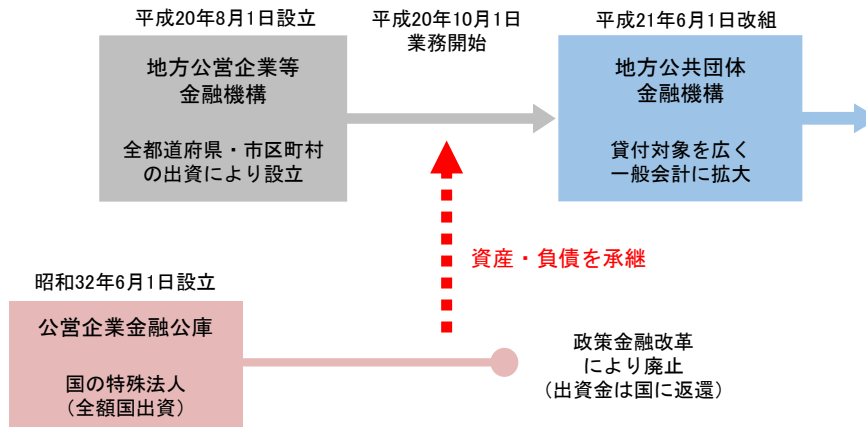 平成20年8月1日設立
平成20年10月1日
業務開始
平成21年6月1日改組
地方公営企業等
金融機構
全都道府県・市区町村
の出資により設立
地方公共団体
金融機構
貸付対象を広く
一般会計に拡大
資産・負債を承継
昭和32年6月1日設立
公営企業金融公庫
国の特殊法人
（全額国出資）
政策金融改革
により廃止
（出資金は国に返還）